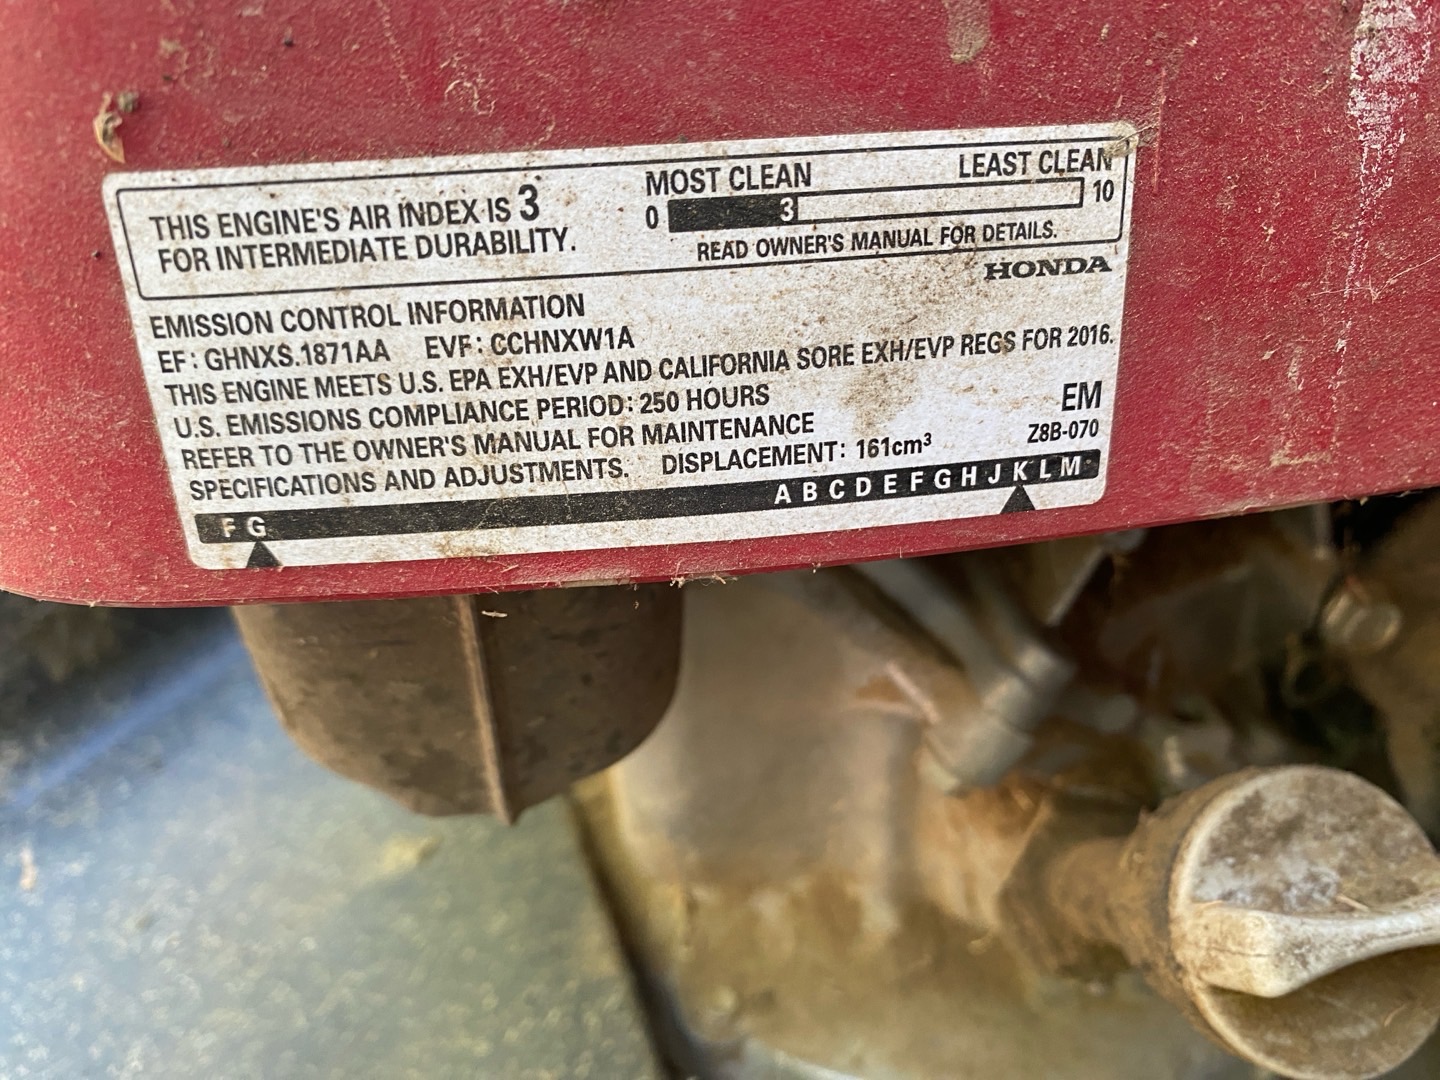 THIS ENGINE'S AIR INDEX IS 3
FOR INTERMEDIATE DURABILITY.
MOST CLEAN LEAST CLEAN
0 3 10
READ OWNER'S MANUAL FOR DETAILS.
HONDA
EMISSION CONTROL INFORMATION
EF: GHNXS.1871AA EVF: CCHNXW1A
THIS ENGINE MEETS U.S. EPA EXH/EVP AND CALIFORNIA SORE EXH/EVP REGS FOR 2016.
U.S. EMISSIONS COMPLIANCE PERIOD: 250 HOURS
REFER TO THE OWNER'S MANUAL FOR MAINTENANCE
SPECIFICATIONS AND ADJUSTMENTS. DISPLACEMENT: 161cm³
EM
Z8B-070
F G A B C D E F G H J K L M